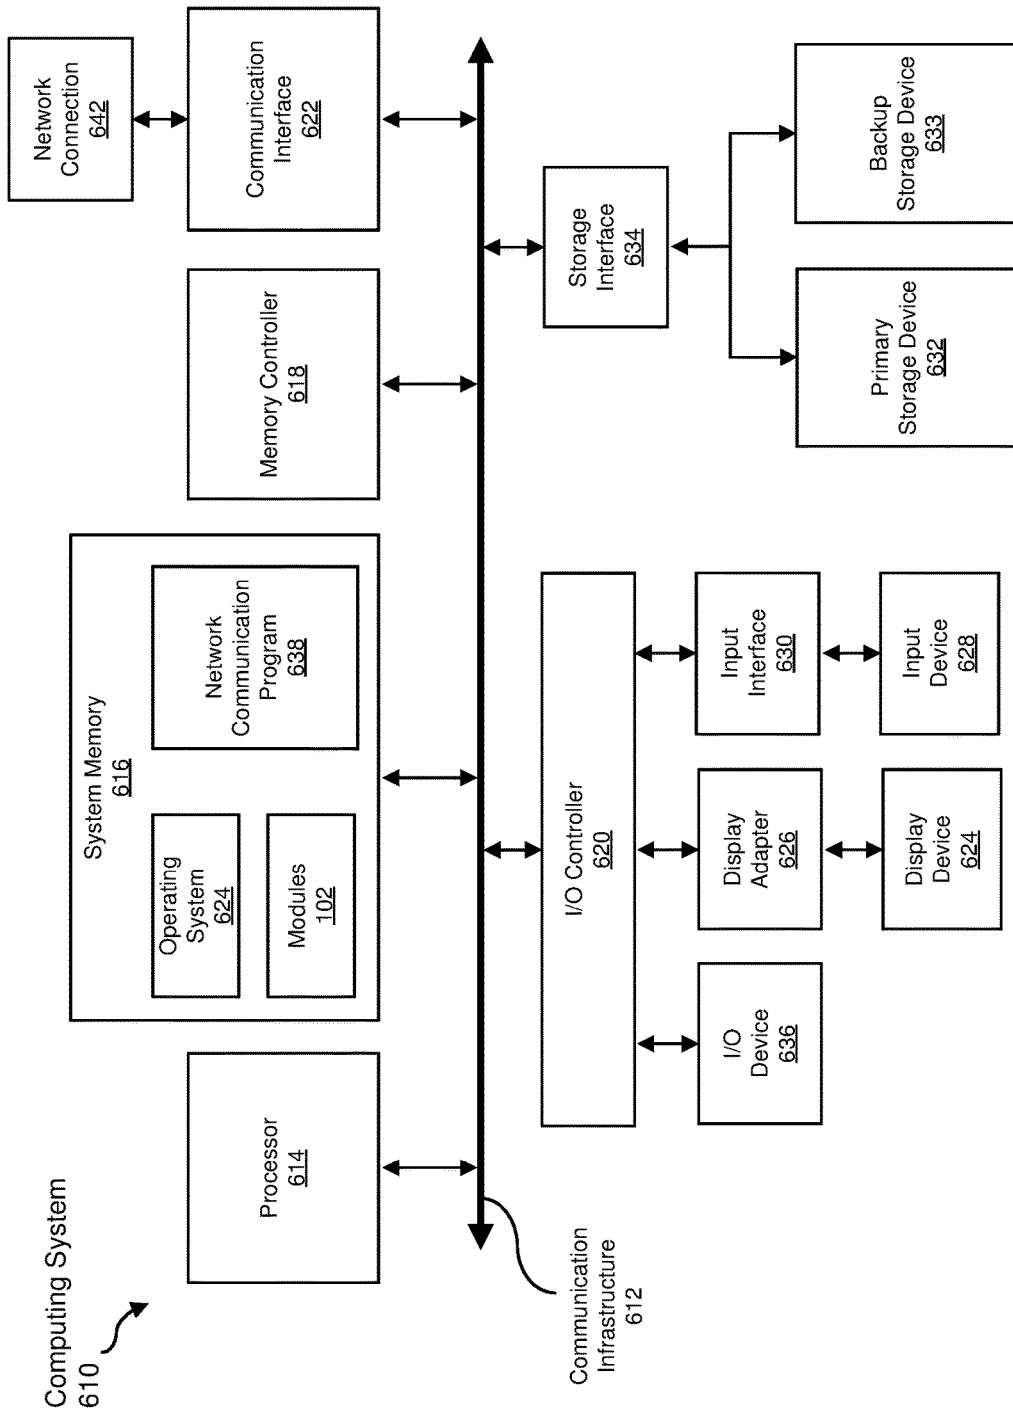 Computing System
610
Processor
614
System Memory
616
Operating
System
624
Modules
102
Network
Communication
Program
638
Memory Controller
618
Communication
Interface
622
Network
Connection
642
Communication
Infrastructure
612
I/O Controller
620
Storage
Interface
634
I/O
Device
636
Display
Adapter
626
Input
Interface
630
Display
Device
624
Input
Device
628
Primary
Storage Device
632
Backup
Storage Device
633